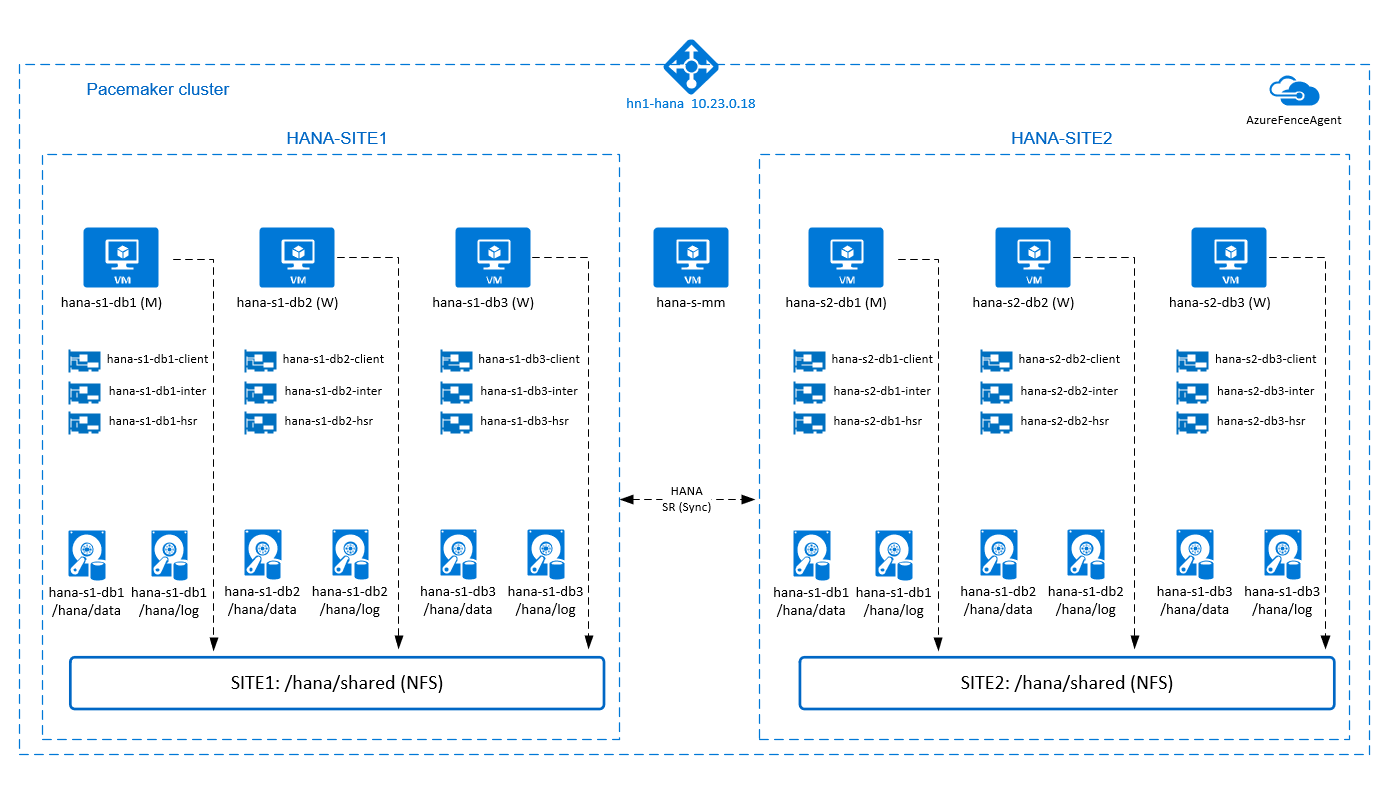 Pacemaker cluster
hn1-hana 10.23.0.18
AzureFenceAgent
HANA-SITE1
VM
hana-s1-db1 (M)
VM
hana-s1-db2 (W)
VM
hana-s1-db3 (W)
hana-s1-db1-client
hana-s1-db2-client
hana-s1-db3-client
hana-s1-db1-inter
hana-s1-db2-inter
hana-s1-db3-inter
hana-s1-db1-hsr
hana-s1-db2-hsr
hana-s1-db3-hsr
hana-s1-db1
/hana/data
hana-s1-db1
/hana/log
hana-s1-db2
/hana/data
hana-s1-db2
/hana/log
hana-s1-db3
/hana/data
hana-s1-db3
/hana/log
SITE1: /hana/shared (NFS)
VM
hana-s-mm
HANA
SR (Sync)
HANA-SITE2
VM
hana-s2-db1 (M)
VM
hana-s2-db2 (W)
VM
hana-s2-db3 (W)
hana-s2-db1-client
hana-s2-db2-client
hana-s2-db3-client
hana-s2-db1-inter
hana-s2-db2-inter
hana-s2-db3-inter
hana-s2-db1-hsr
hana-s2-db2-hsr
hana-s2-db3-hsr
hana-s1-db1
/hana/data
hana-s1-db1
/hana/log
hana-s1-db2
/hana/data
hana-s1-db2
/hana/log
hana-s1-db3
/hana/data
hana-s1-db3
/hana/log
SITE2: /hana/shared (NFS)